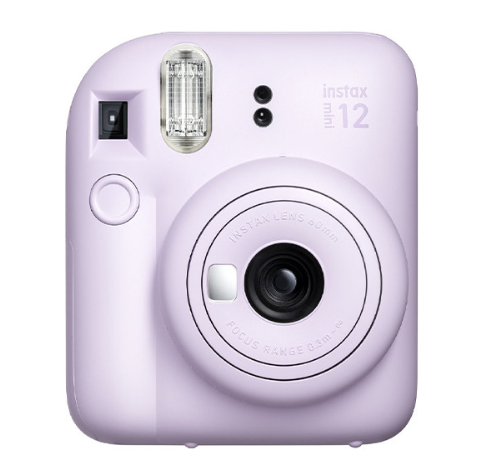 instax
mini 12
INSTAX LENS 60mm
FOCUS RANGE 0.3m-∞